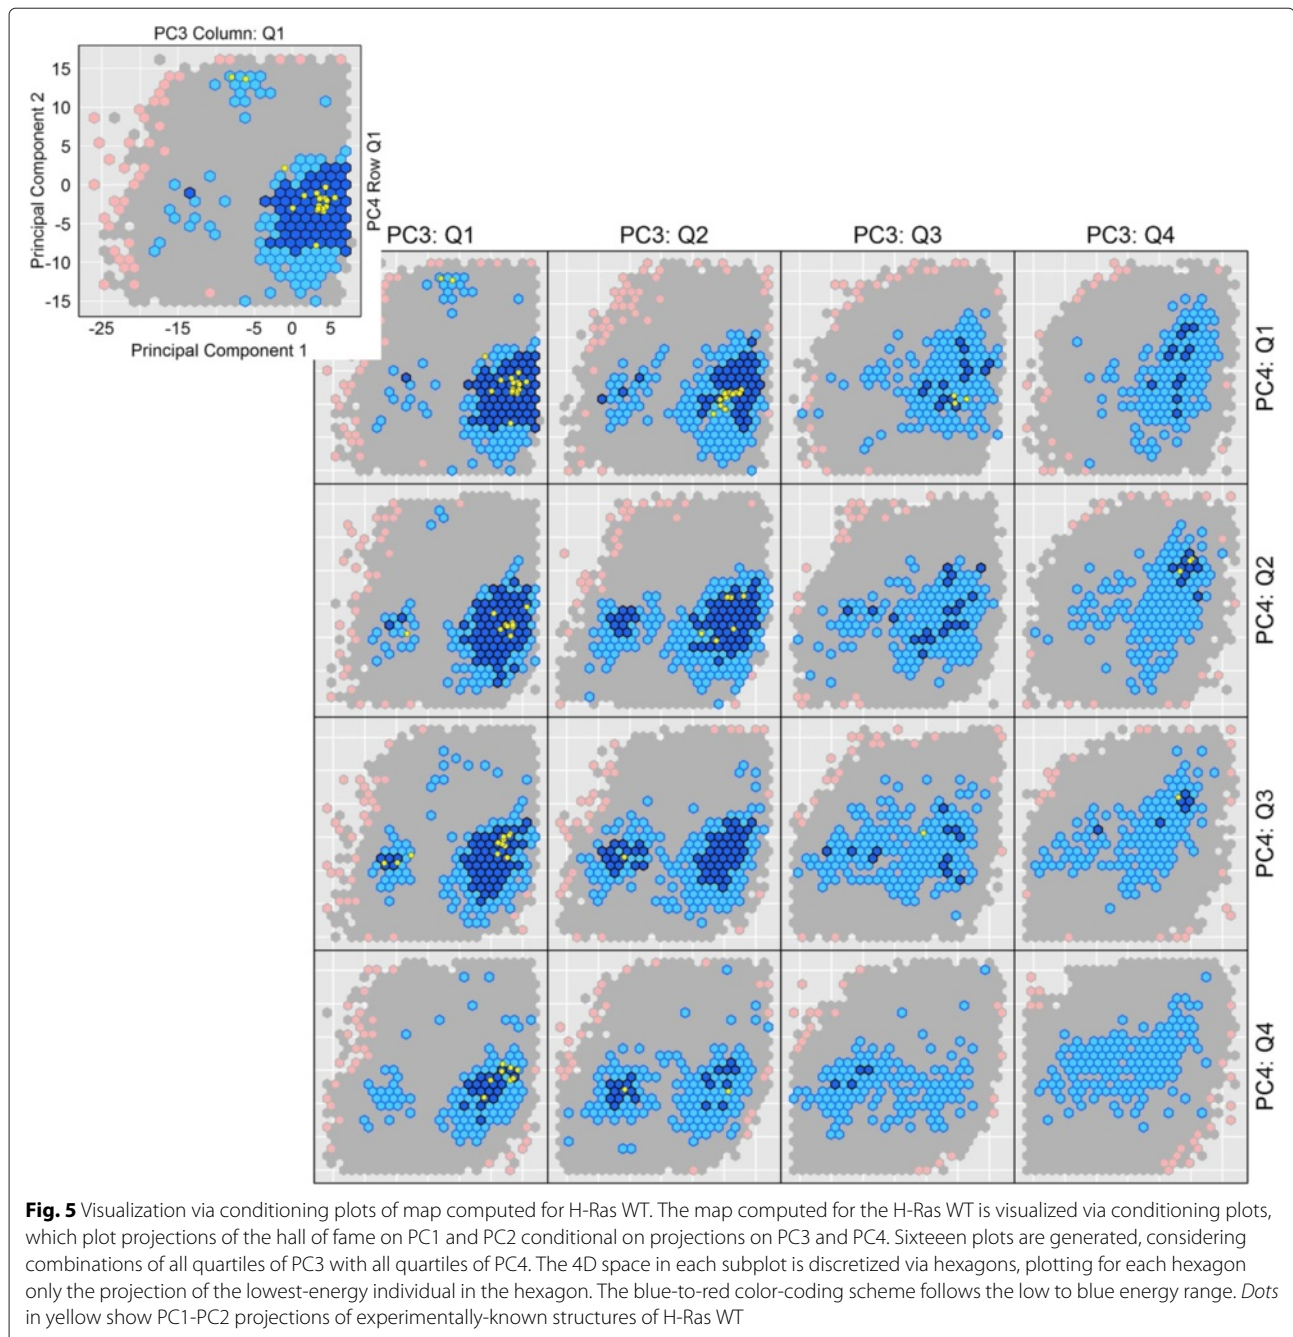 PC3 Column: Q1
Principal Component 2
15
10
5
0
-5
-10
-15
-25
-15
-5
0
5
Principal Component 1
PC4 Row Q1
PC3: Q1
PC3: Q2
PC3: Q3
PC3: Q4
PC4: Q1
PC4: Q2
PC4: Q3
PC4: Q4
Fig. 5 Visualization via conditioning plots of map computed for H-Ras WT. The map computed for the H-Ras WT is visualized via conditioning plots,
which plot projections of the hall of fame on PC1 and PC2 conditional on projections on PC3 and PC4. Sixteeen plots are generated, considering
combinations of all quartiles of PC3 with all quartiles of PC4. The 4D space in each subplot is discretized via hexagons, plotting for each hexagon
only the projection of the lowest-energy individual in the hexagon. The blue-to-red color-coding scheme follows the low to blue energy range. Dots
in yellow show PC1-PC2 projections of experimentally-known structures of H-Ras WT